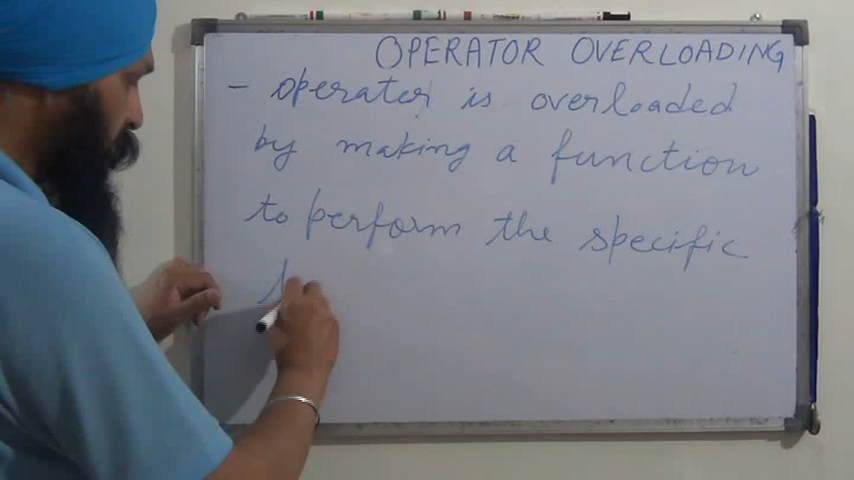 OPERATOR OVERLOADING
- operator is overloaded
by making a function
to perform the specific